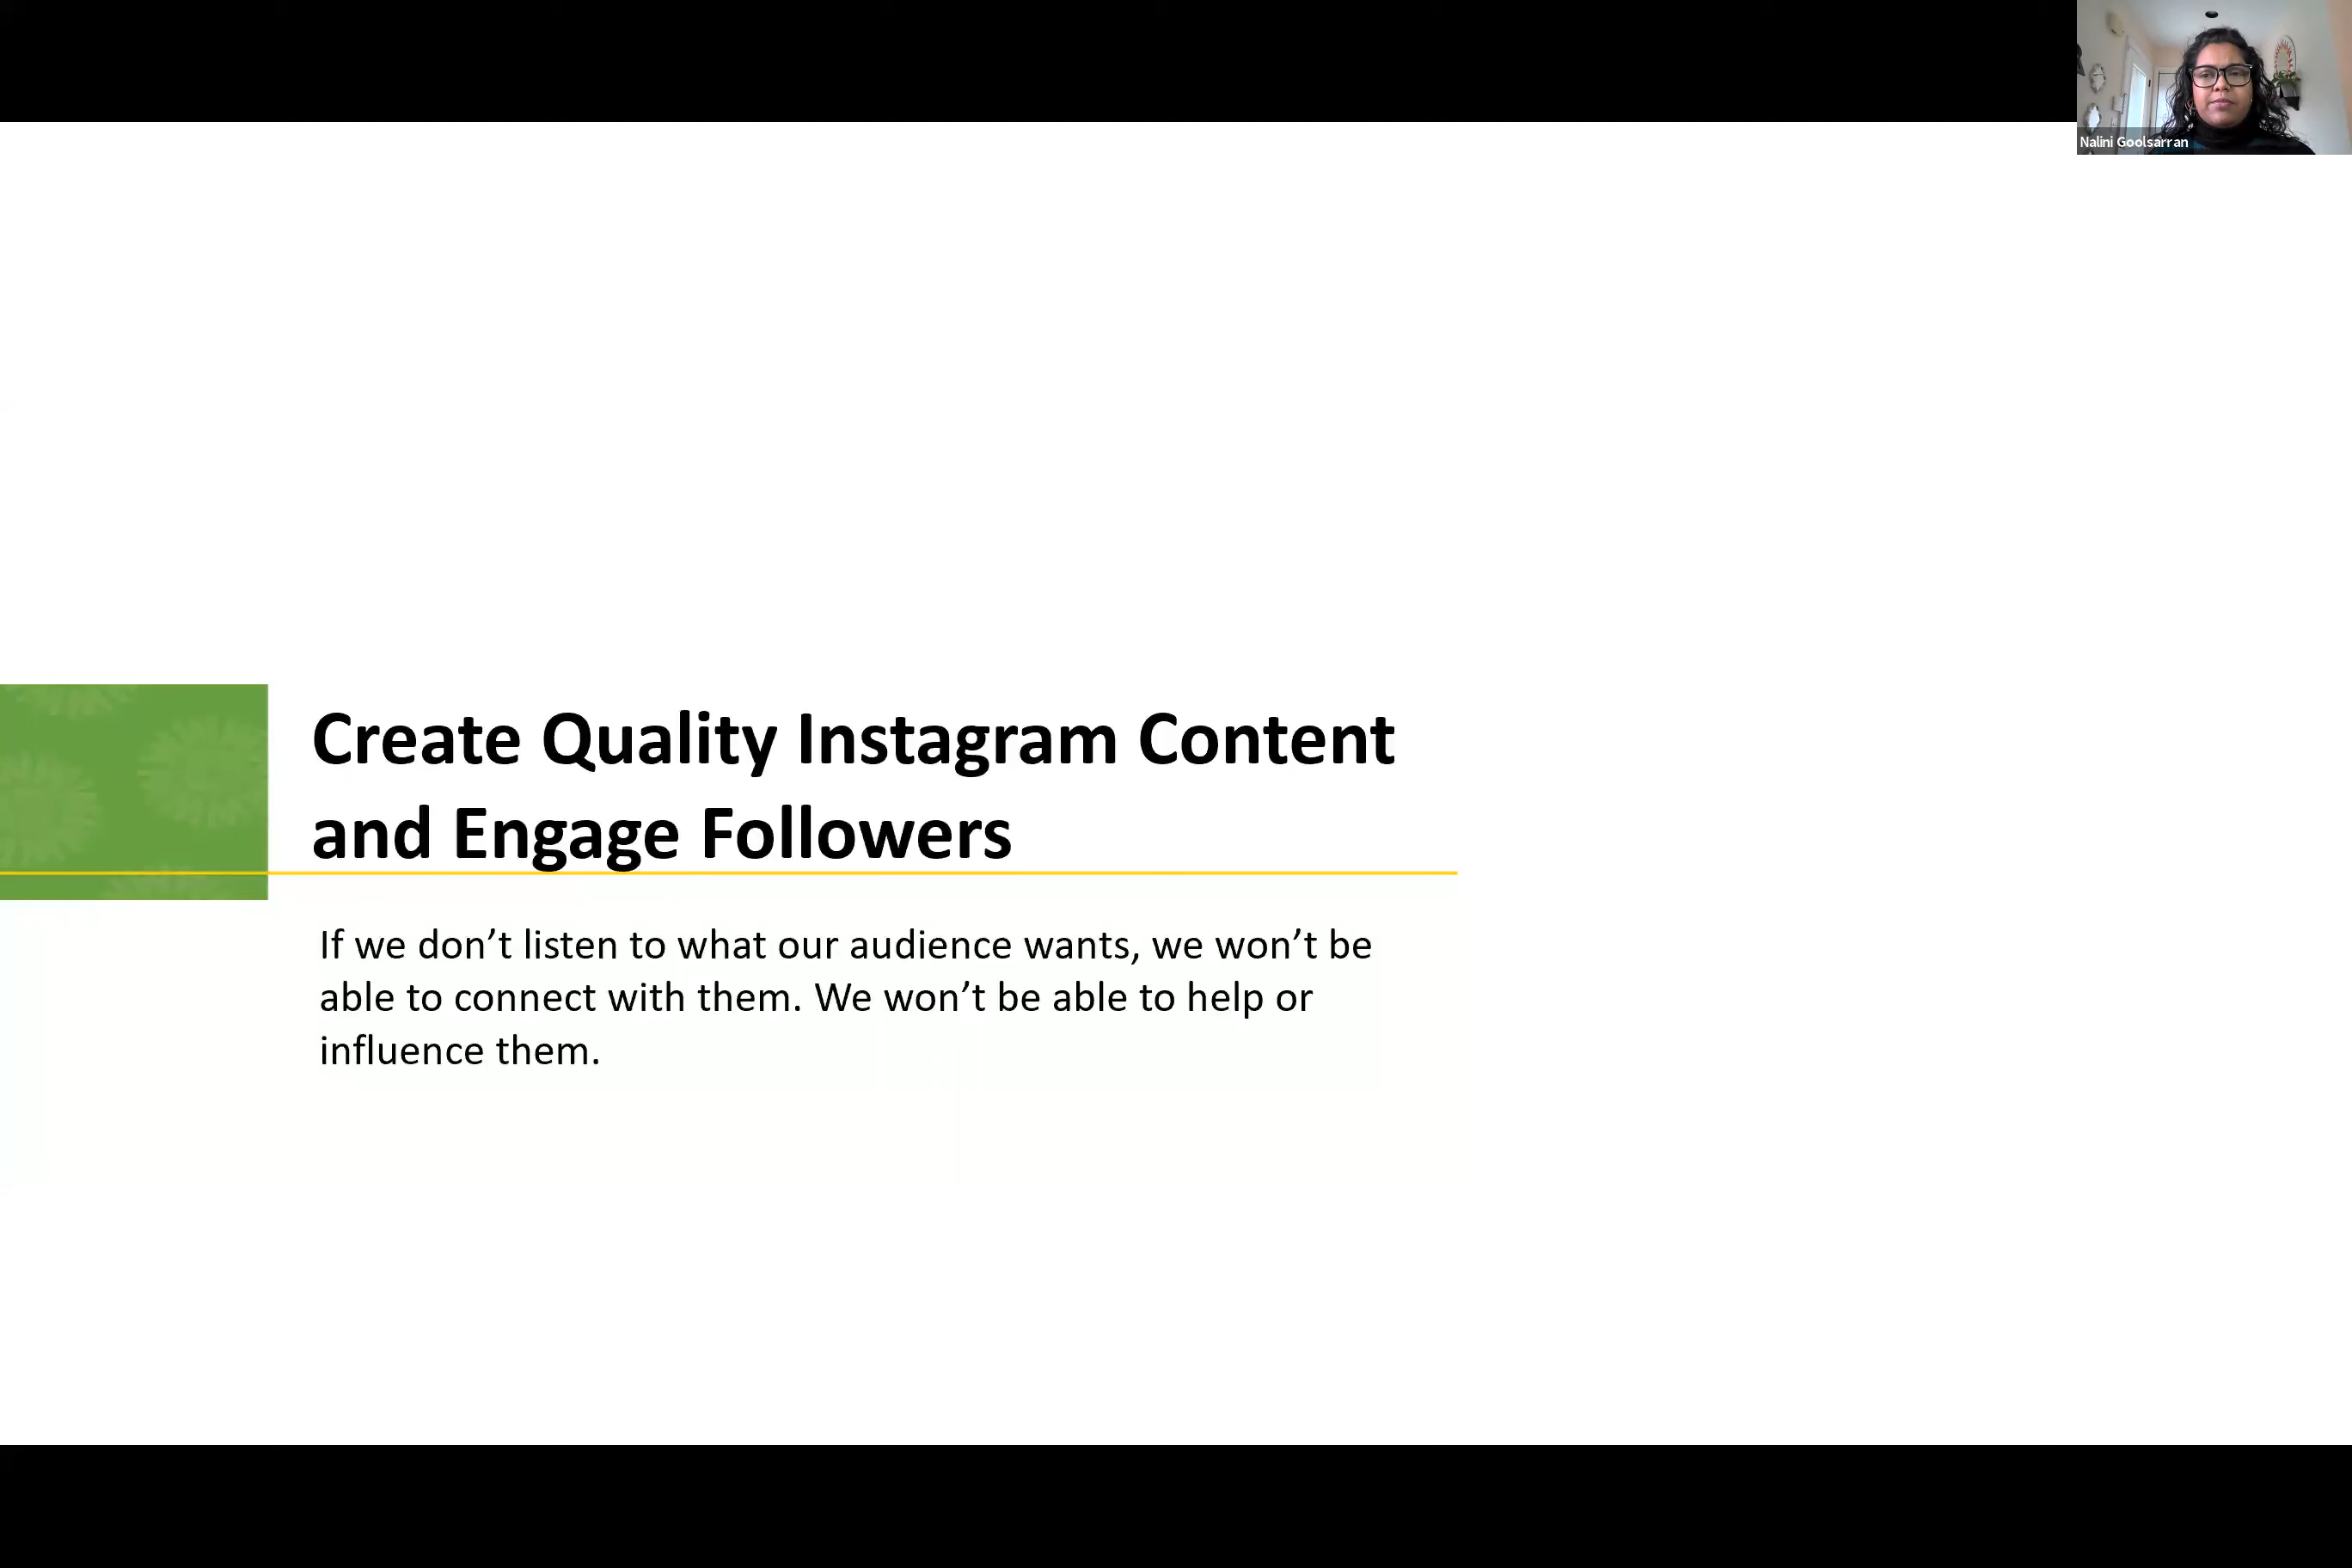 Nalini Goolsarran
Create Quality Instagram Content
and Engage Followers
If we don’t listen to what our audience wants, we won’t be
able to connect with them. We won’t be able to help or
influence them.